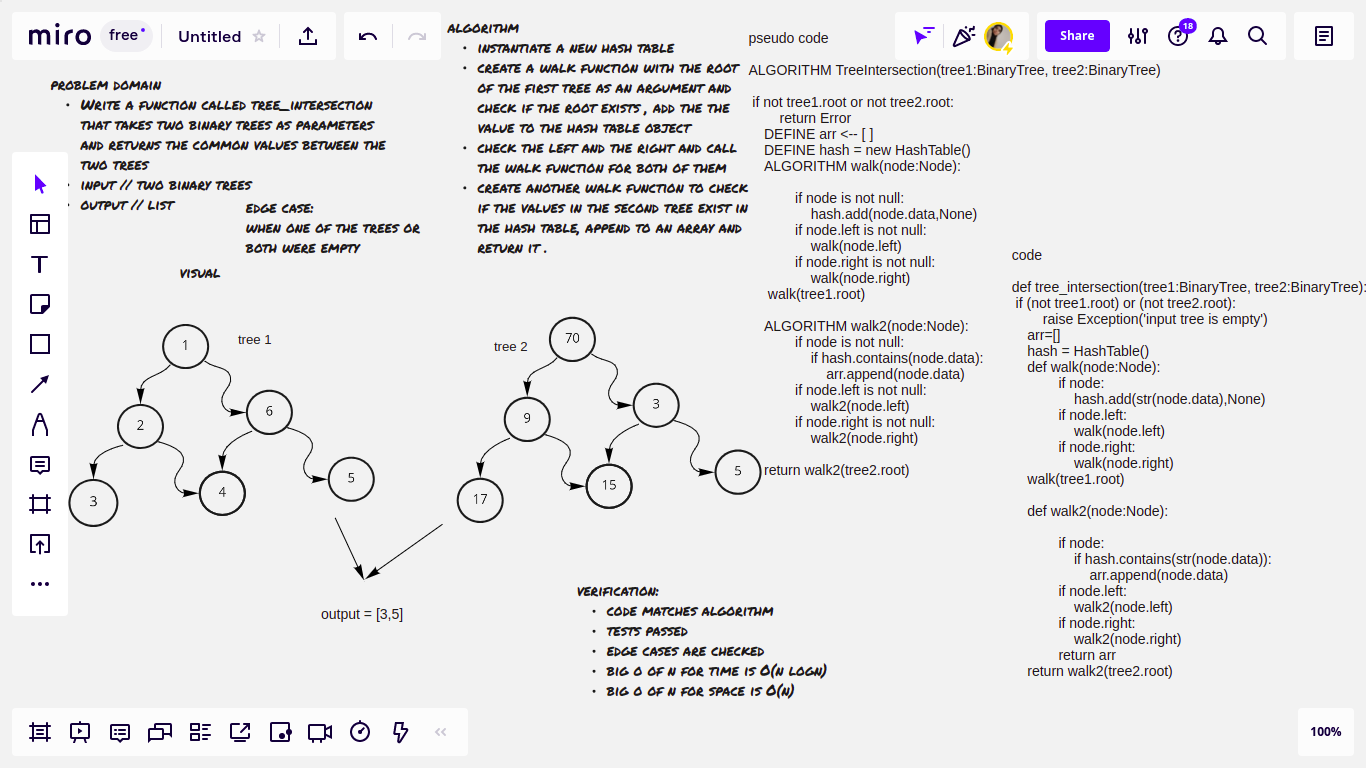 miro
free
Untitled
Share
18
PROBLEM DOMAIN
• WRITE A FUNCTION CALLED TREE_INTERSECTION
THAT TAKES TWO BINARY TREES AS PARAMETERS
AND RETURNS THE COMMON VALUES BETWEEN THE
TWO TREES
• INPUT // TWO BINARY TREES
• OUTPUT // LIST
EDGE CASE:
WHEN ONE OF THE TREES OR
BOTH WERE EMPTY
VISUAL
ALGORITHM
• INSTANTIATE A NEW HASH TABLE
• CREATE A WALK FUNCTION WITH THE ROOT
OF THE FIRST TREE AS AN ARGUMENT AND
CHECK IF THE ROOT EXISTS , ADD THE THE
VALUE TO THE HASH TABLE OBJECT
• CHECK THE LEFT AND THE RIGHT AND CALL
THE WALK FUNCTION FOR BOTH OF THEM
• CREATE ANOTHER WALK FUNCTION TO CHECK
IF THE VALUES IN THE SECOND TREE EXIST IN
THE HASH TABLE, APPEND TO AN ARRAY AND
RETURN IT .
tree 1
1
2
6
3
4
5
tree 2
70
9
3
17
15
5
output = [3,5]
VERIFICATION:
• CODE MATCHES ALGORITHM
• TESTS PASSED
• EDGE CASES ARE CHECKED
• BIG O OF N FOR TIME IS O(N LOGN)
• BIG O OF N FOR SPACE IS O(N)
pseudo code
ALGORITHM TreeIntersection(tree1:BinaryTree, tree2:BinaryTree)
if not tree1.root or not tree2.root:
return Error
DEFINE arr <-- [ ]
DEFINE hash = new HashTable()
ALGORITHM walk(node:Node):
if node is not null:
hash.add(node.data,None)
if node.left is not null:
walk(node.left)
if node.right is not null:
walk(node.right)
walk(tree1.root)
ALGORITHM walk2(node:Node):
if node is not null:
if hash.contains(node.data):
arr.append(node.data)
if node.left is not null:
walk2(node.left)
if node.right is not null:
walk2(node.right)
return walk2(tree2.root)
code
def tree_intersection(tree1:BinaryTree, tree2:BinaryTree):
if (not tree1.root) or (not tree2.root):
raise Exception('input tree is empty')
arr=[]
hash = HashTable()
def walk(node:Node):
if node:
hash.add(str(node.data),None)
if node.left:
walk(node.left)
if node.right:
walk(node.right)
walk(tree1.root)
def walk2(node:Node):
if node:
if hash.contains(str(node.data)):
arr.append(node.data)
if node.left:
walk2(node.left)
if node.right:
walk2(node.right)
return arr
return walk2(tree2.root)
100%